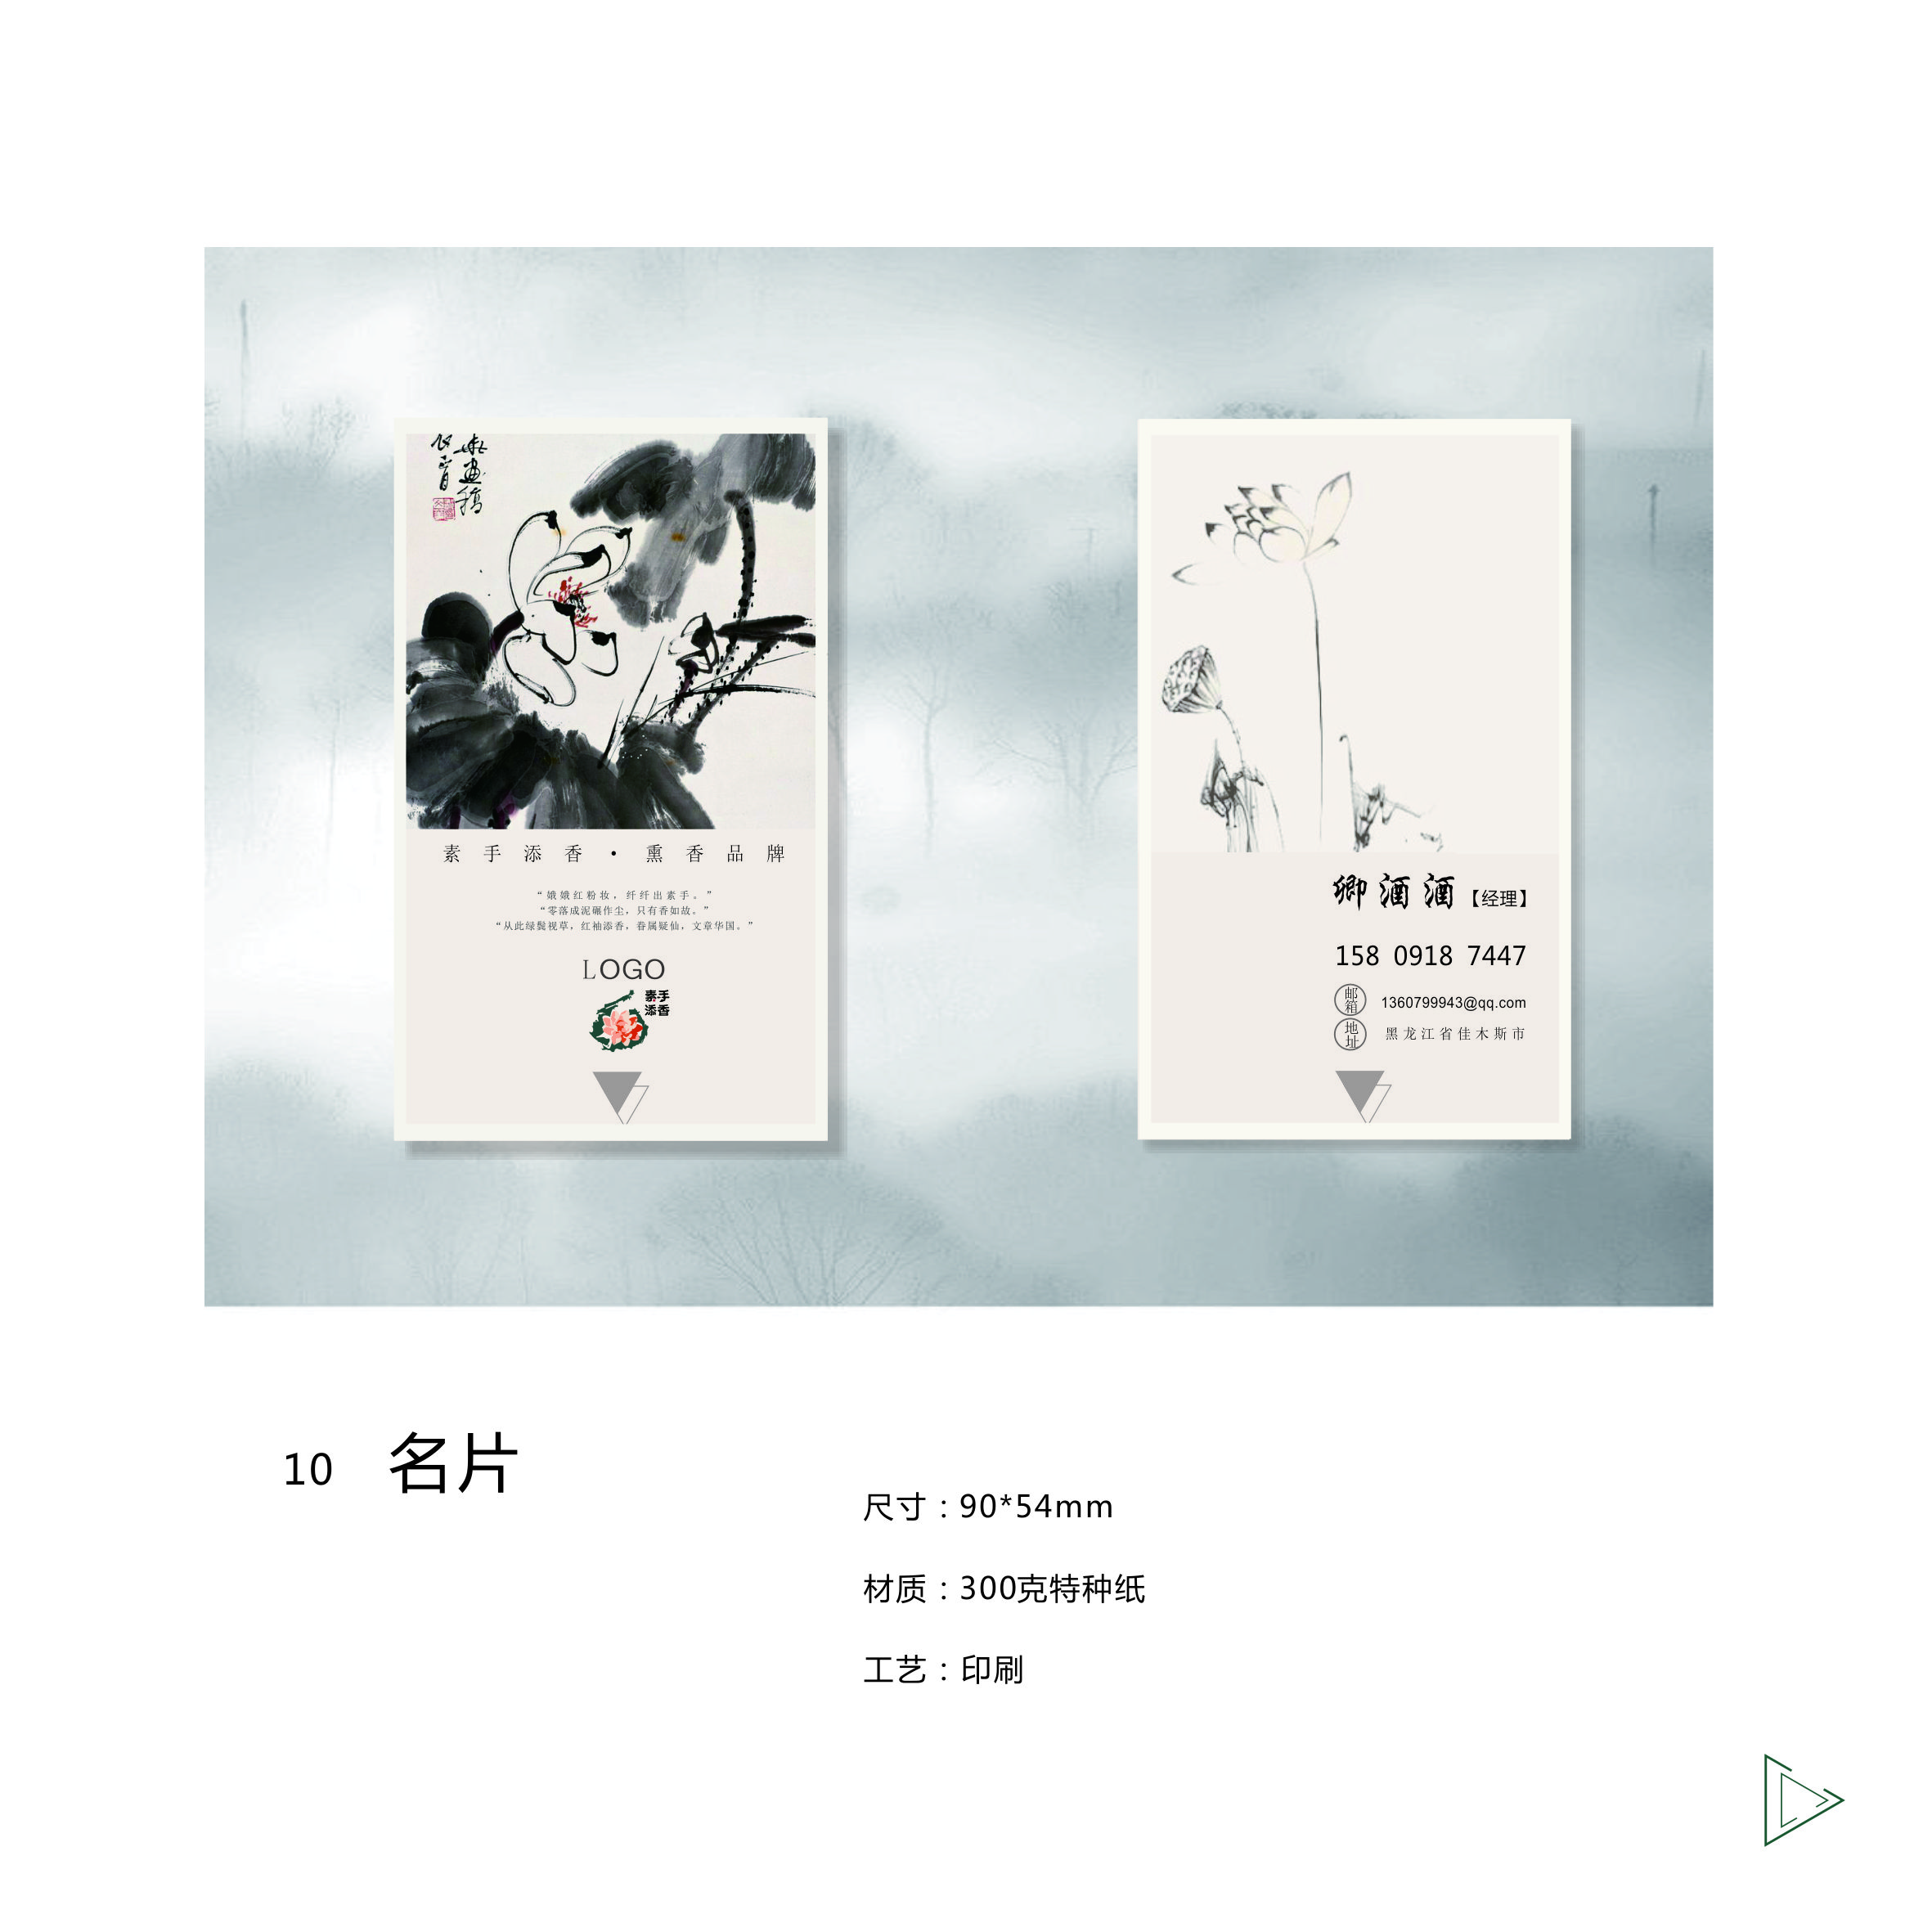 素手添香·熏香品牌
“娥娥红粉妆，纤纤出素手。”
“零落成泥碾作尘，只有香如故。”
“从此绿鬓视草，红袖添香，眷属疑仙，文章华国。”
LOGO
素手
添香
卿酒酒【经理】
158 0918 7447
邮箱 1360799943@qq.com
地址 黑龙江省佳木斯市
10 名片
尺寸：90*54mm
材质：300克特种纸
工艺：印刷